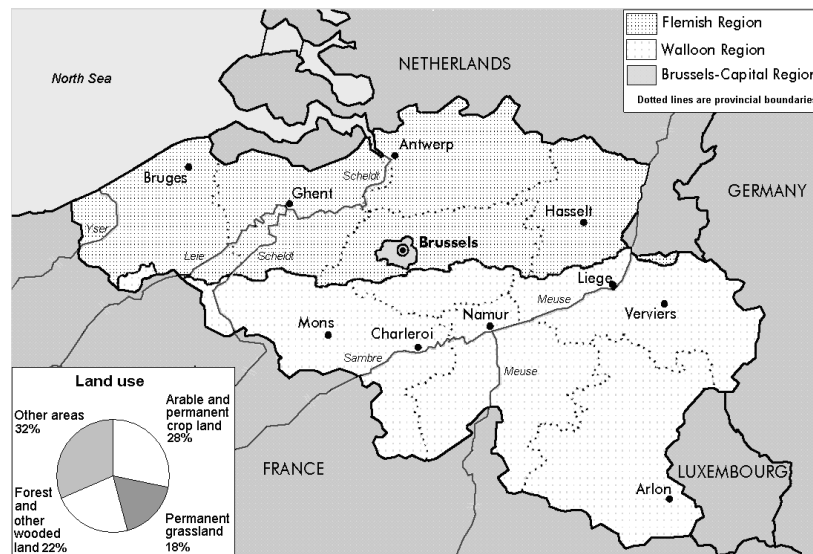 Flemish Region
Walloon Region
Brussels-Capital Region
Dotted lines are provincial boundaries
North Sea
NETHERLANDS
GERMANY
Antwerp
Bruges
Scheldt
Ghent
Hasselt
Yser
Leie
Scheldt
Brussels
Liege
Meuse
Verviers
Mons
Namur
Charleroi
Sambre
Meuse
FRANCE
LUXEMBOURG
Arlon
Land use
Other areas
32%
Arable and
permanent
crop land
28%
Forest and
other
wooded
land 22%
Permanent
grassland
18%